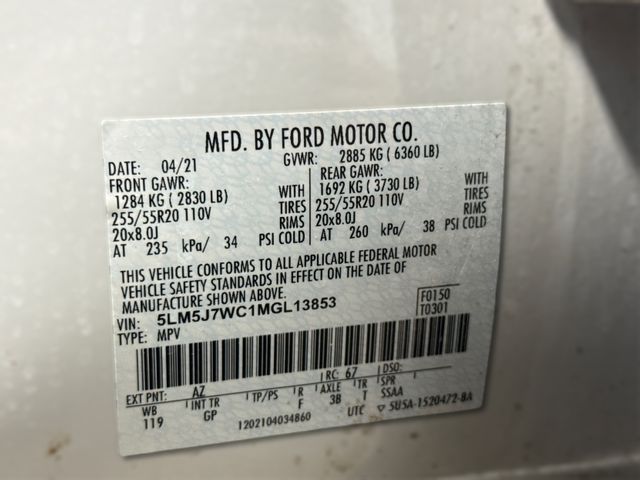 MFD. BY FORD MOTOR CO.
DATE: 04/21 GVWR: 2885 KG ( 6360 LB)
FRONT GAWR: REAR GAWR:
1284 KG ( 2830 LB) WITH 1692 KG ( 3730 LB) WITH
255/55R20 110V TIRES 255/55R20 110V TIRES
20x8.0J RIMS 20x8.0J RIMS
AT 235 kPa/ 34 PSI COLD AT 260 kPa/ 38 PSI COLD
THIS VEHICLE CONFORMS TO ALL APPLICABLE FEDERAL MOTOR
VEHICLE SAFETY STANDARDS IN EFFECT ON THE DATE OF
MANUFACTURE SHOWN ABOVE.
VIN: 5LM5J7WC1MGL13853 F0150
TYPE: MPV T0301
EXT PNT: AZ RC: 67 DSO:
WB INT TR TP/PS R AXLE TR SPR
119 GP F 3B T SSAA
1202104034860 UTC ▽ 5U5A-1520472-BA